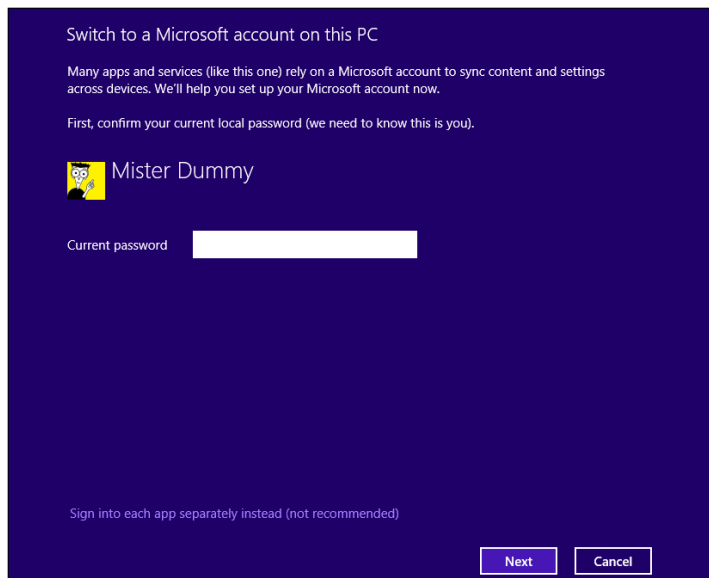 Switch to a Microsoft account on this PC
Many apps and services (like this one) rely on a Microsoft account to sync content and settings
across devices. We'll help you set up your Microsoft account now.
First, confirm your current local password (we need to know this is you).
Mister Dummy
Current password
Sign into each app separately instead (not recommended)
Next
Cancel